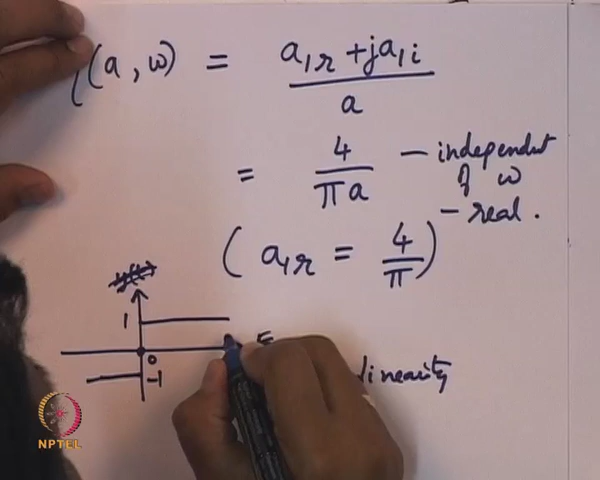 (a, ω) = a1r + ja1i / a
= 4 / πa — independent
of ω
— real.
( a1r = 4 / π )
1
0
-1
linearity
NPTEL